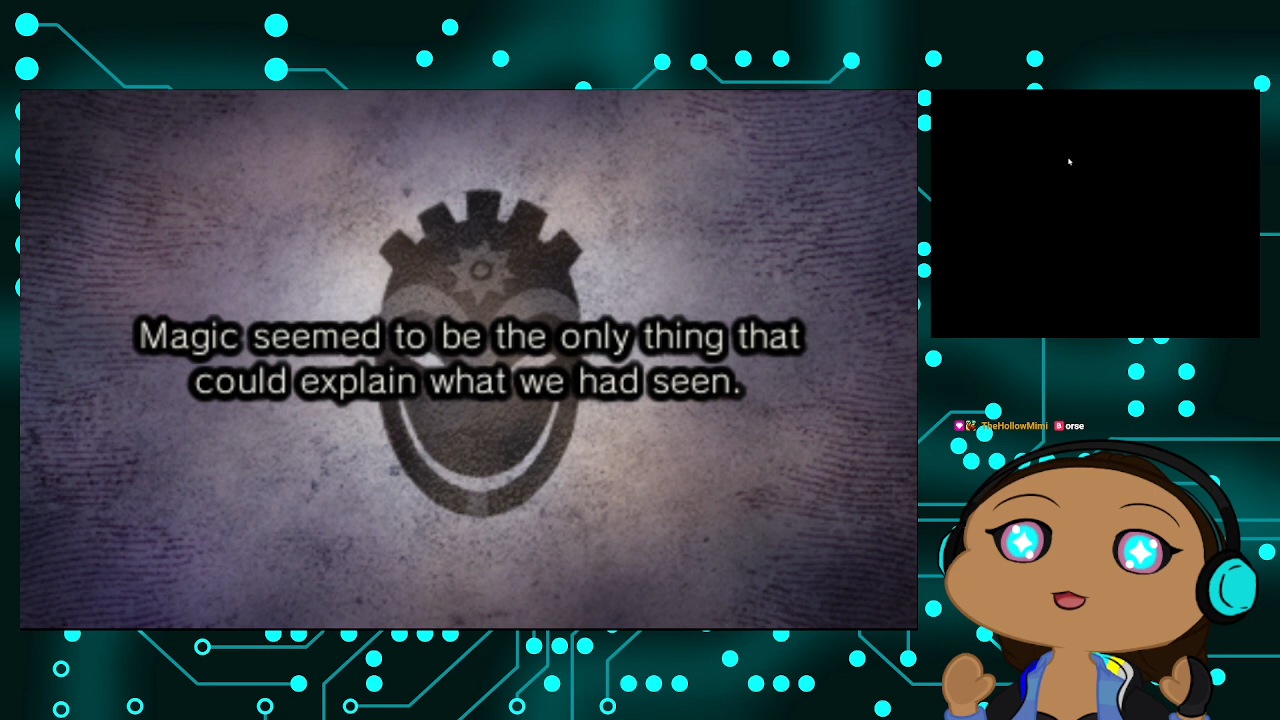 Magic seemed to be the only thing that
could explain what we had seen.
TheHollowMimi B orse